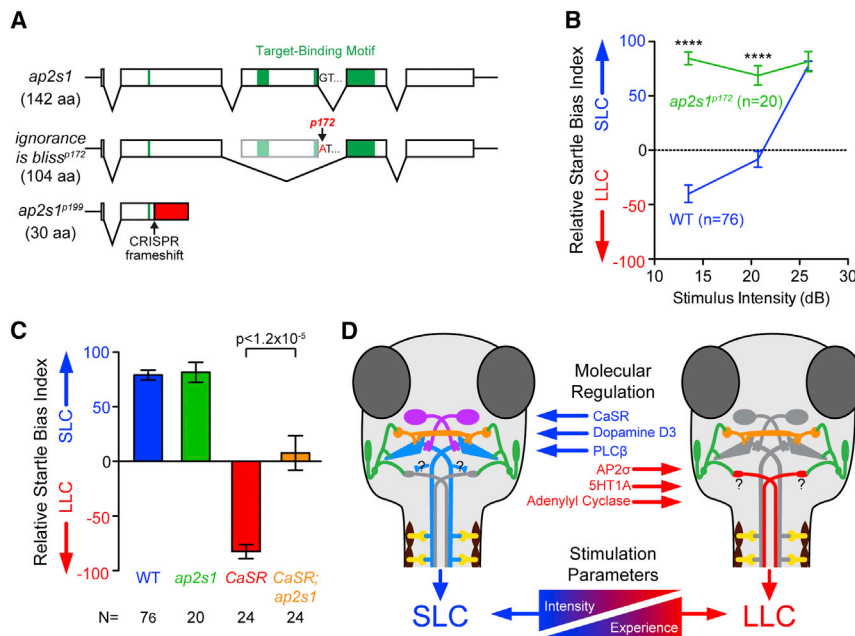 A
Target-Binding Motif
ap2s1
(142 aa)
GT...
p172
ignorance
is bliss^p172
(104 aa)
AT...
ap2s1^p199
(30 aa)
CRISPR
frameshift
B
Relative Startle Bias Index
SLC
LLC
100
50
0
-50
-100
****
****
ap2s1^p172 (n=20)
WT (n=76)
10
15
20
25
30
Stimulus Intensity (dB)
C
Relative Startle Bias Index
SLC
LLC
100
50
0
-50
-100
p<1.2x10^-5
WT
ap2s1
CaSR
CaSR;
ap2s1
N=
76
20
24
24
D
Molecular
Regulation
CaSR
Dopamine D3
PLCβ
AP2σ
5HT1A
Adenylyl Cyclase
?
?
?
?
Stimulation
Parameters
SLC
Intensity
Experience
LLC